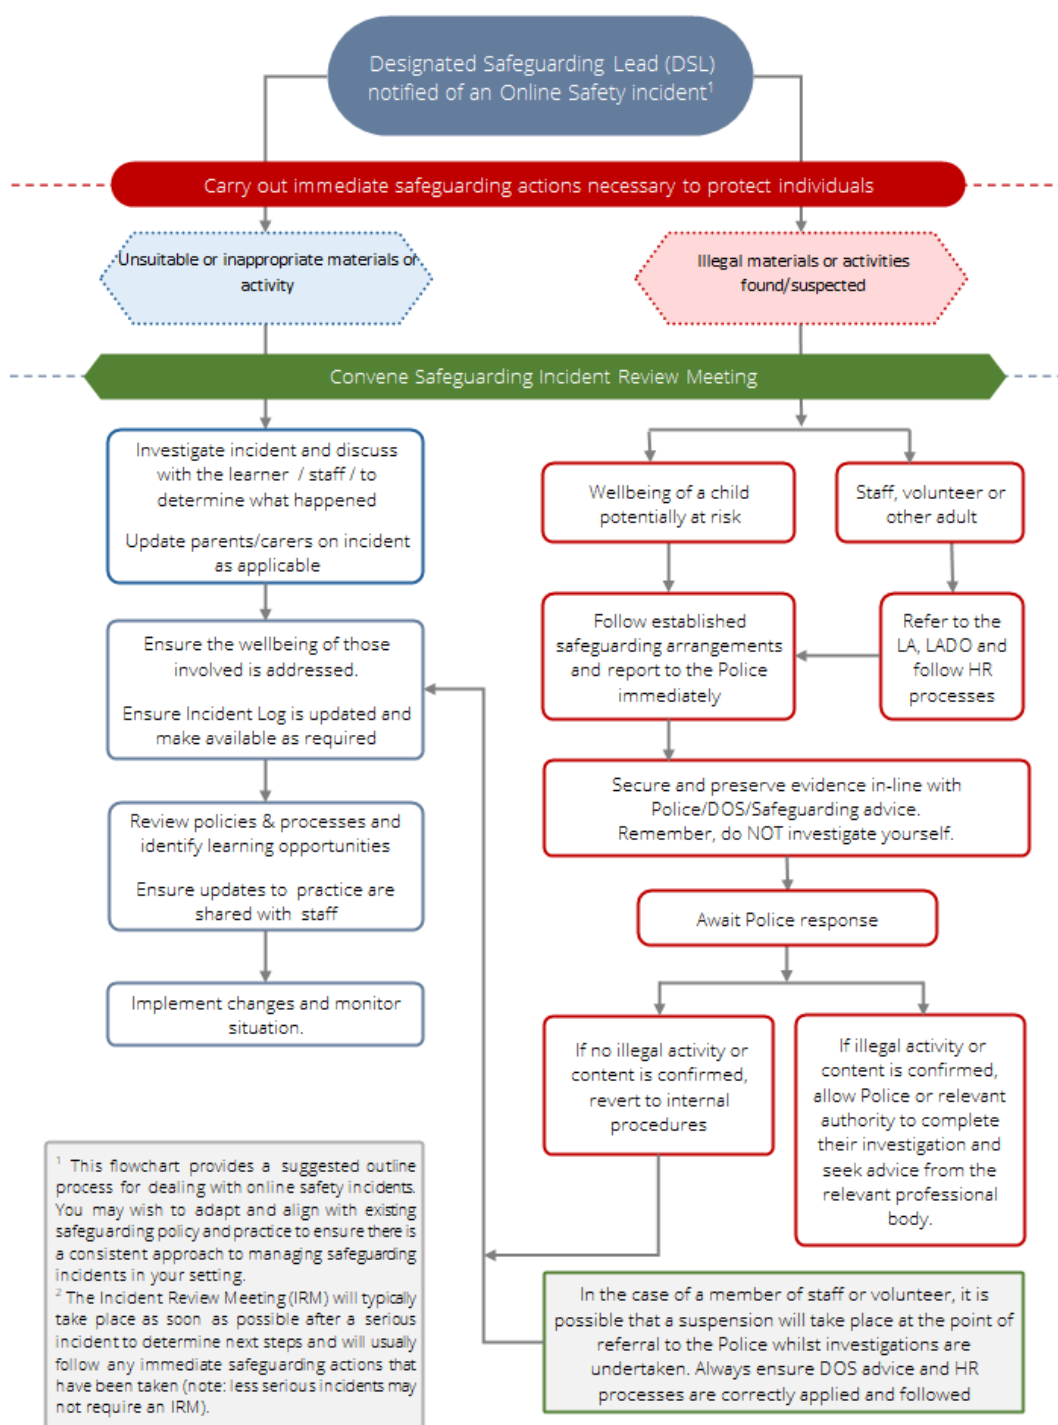 Designated Safeguarding Lead (DSL)
notified of an Online Safety incident¹
Carry out immediate safeguarding actions necessary to protect individuals
Unsuitable or inappropriate materials or
activity
Illegal materials or activities
found/suspected
Convene Safeguarding Incident Review Meeting
Investigate incident and discuss
with the learner / staff / to
determine what happened
Update parents/carers on incident
as applicable
Ensure the wellbeing of those
involved is addressed.
Ensure Incident Log is updated and
make available as required
Review policies & processes and
identify learning opportunities
Ensure updates to practice are
shared with staff
Implement changes and monitor
situation.
Wellbeing of a child
potentially at risk
Staff, volunteer or
other adult
Follow established
safeguarding arrangements
and report to the Police
immediately
Refer to the
LA, LADO and
follow HR
processes
Secure and preserve evidence in-line with
Police/DOS/Safeguarding advice.
Remember, do NOT investigate yourself.
Await Police response
If no illegal activity or
content is confirmed,
revert to internal
procedures
If illegal activity or
content is confirmed,
allow Police or relevant
authority to complete
their investigation and
seek advice from the
relevant professional
body.
In the case of a member of staff or volunteer, it is
possible that a suspension will take place at the point of
referral to the Police whilst investigations are
undertaken. Always ensure DOS advice and HR
processes are correctly applied and followed
¹ This flowchart provides a suggested outline
process for dealing with online safety incidents.
You may wish to adapt and align with existing
safeguarding policy and practice to ensure there is
a consistent approach to managing safeguarding
incidents in your setting.
² The Incident Review Meeting (IRM) will typically
take place as soon as possible after a serious
incident to determine next steps and will usually
follow any immediate safeguarding actions that
have been taken (note: less serious incidents may
not require an IRM).